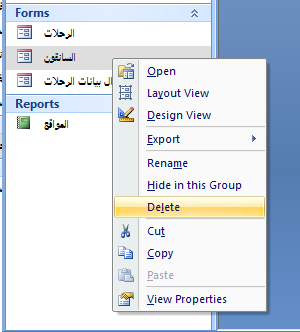 Forms
الرحلات
السائقون
ال بيانات الرحلات
Reports
المواقع
Open
Layout View
Design View
Export
Rename
Hide in this Group
Delete
Cut
Copy
Paste
View Properties